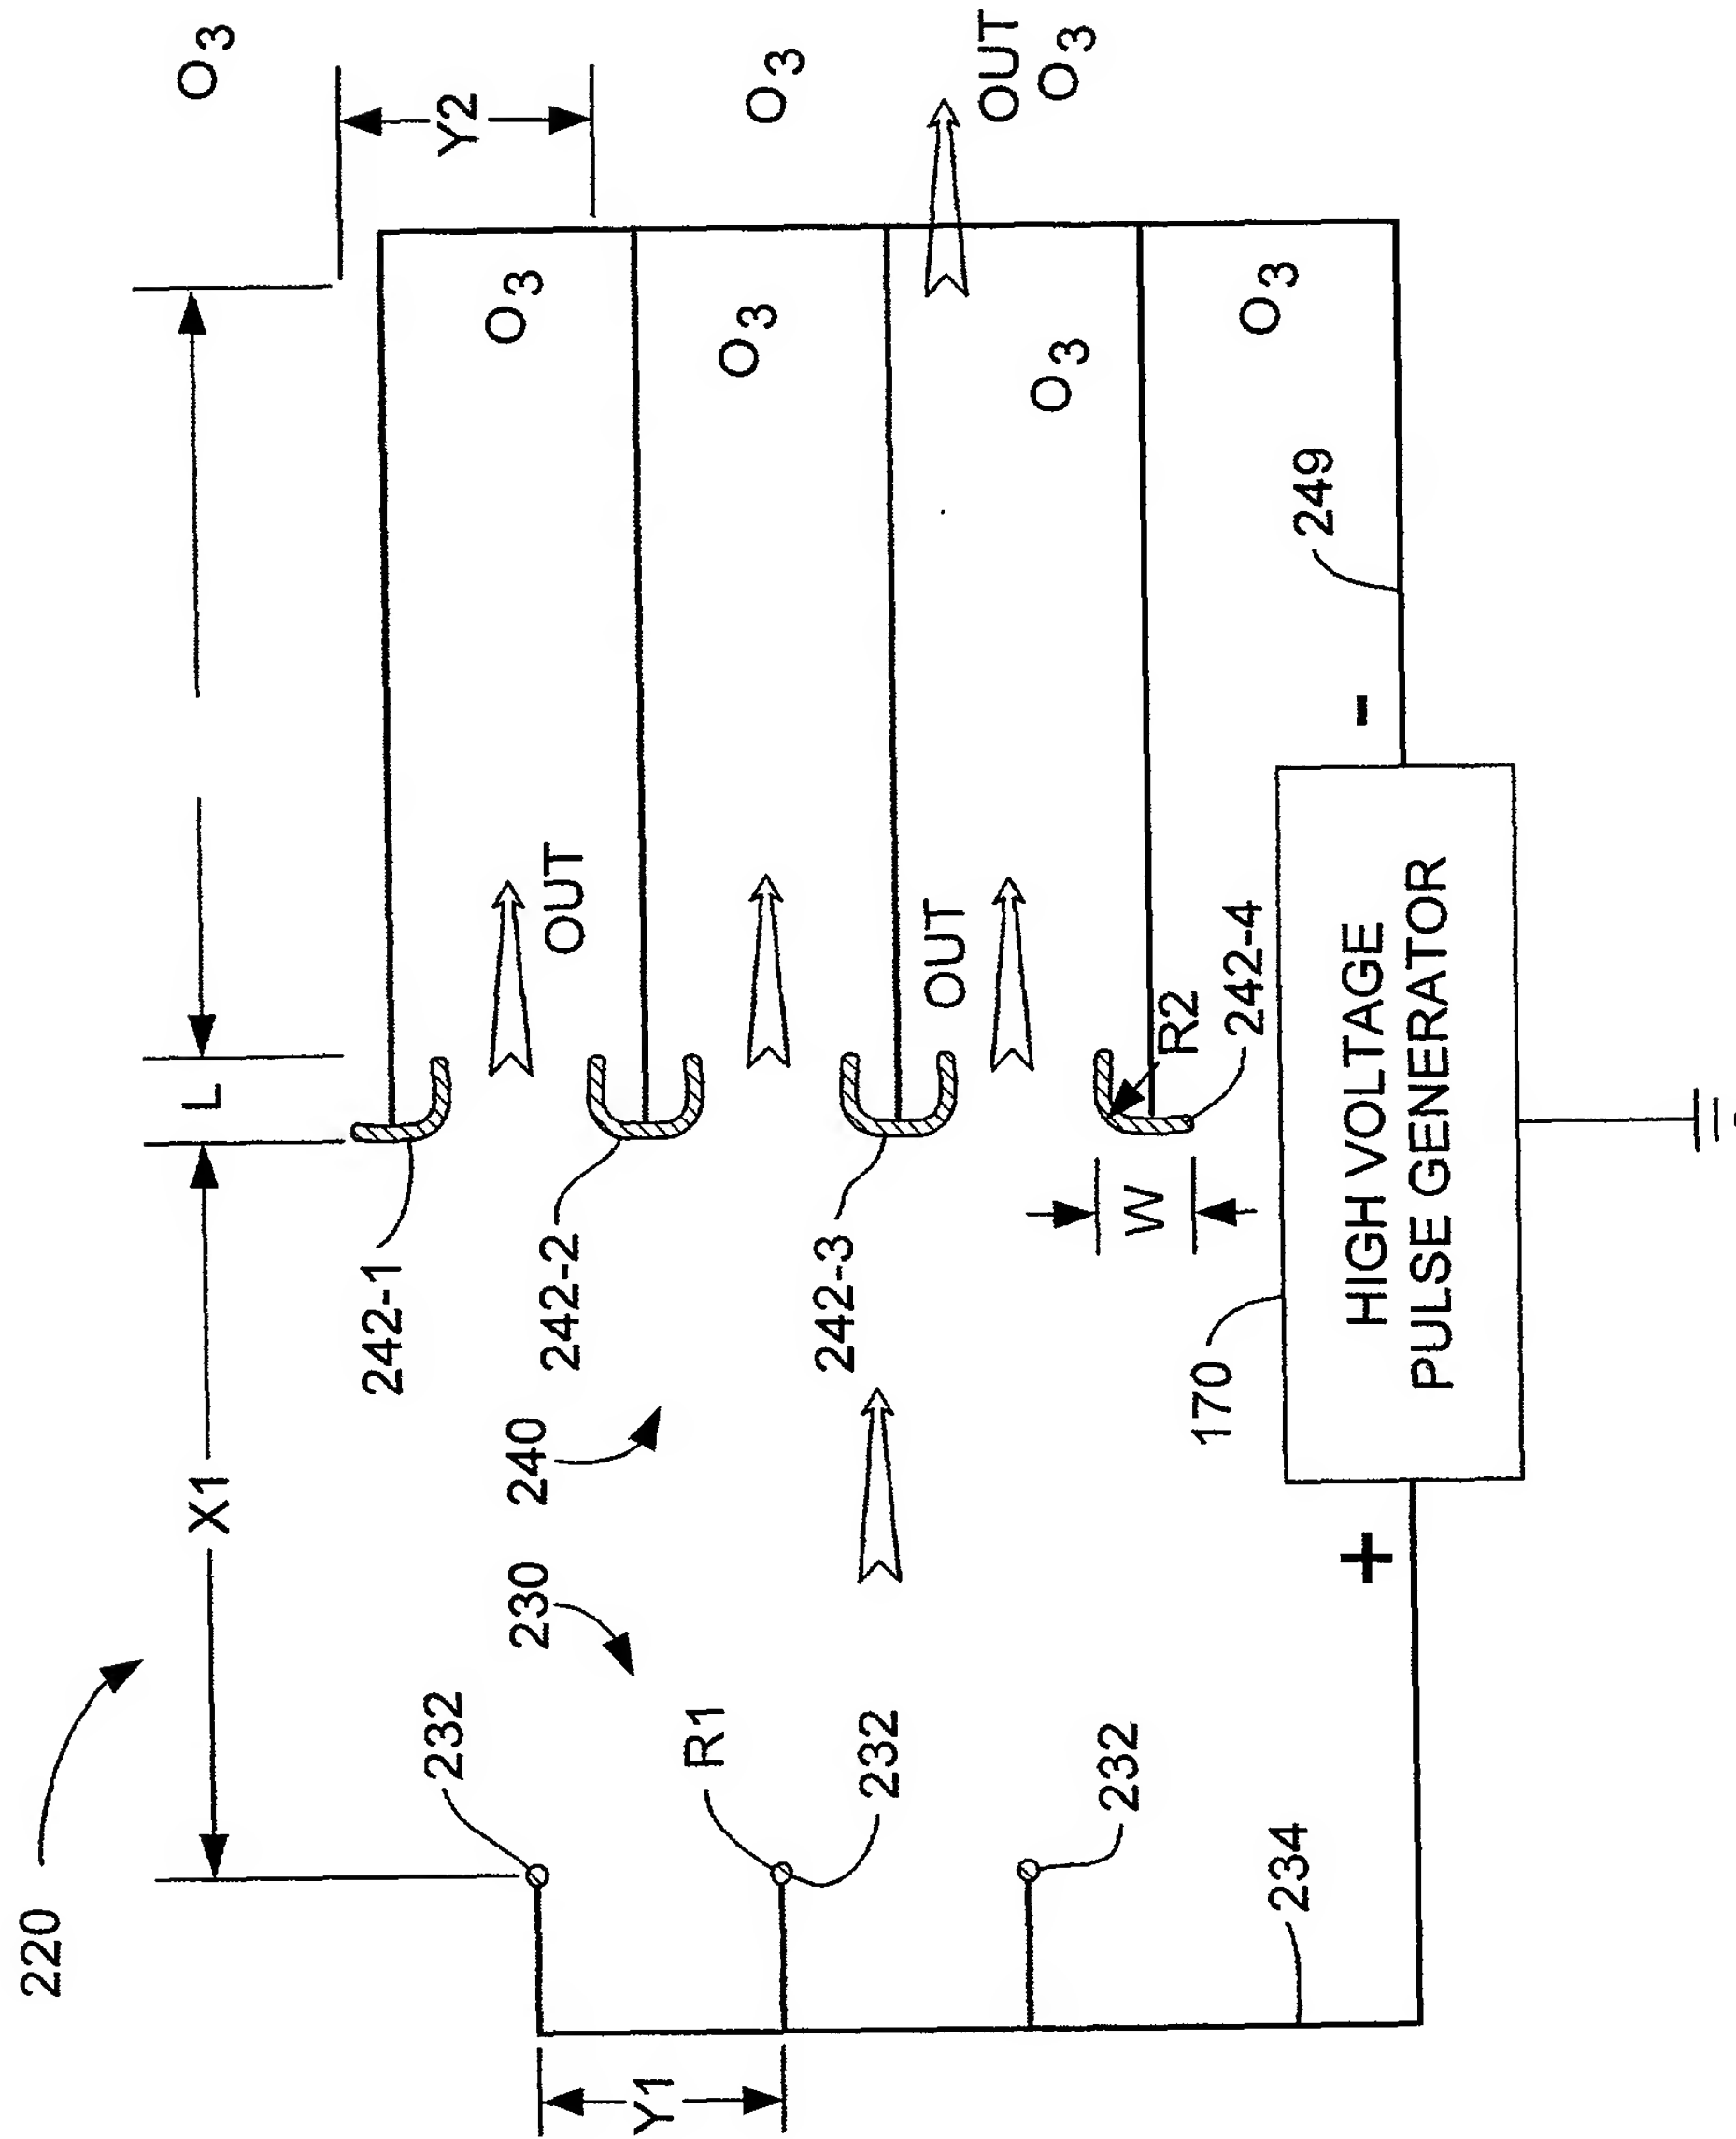 220
X1
L
Y2
O3
232
230
240
242-1
242-2
OUT
O3
R1
232
242-3
OUT
O3
O3
232
W
R2
242-4
O3
OUT
O3
O3
Y1
234
+
170
HIGH VOLTAGE
PULSE GENERATOR
-
249